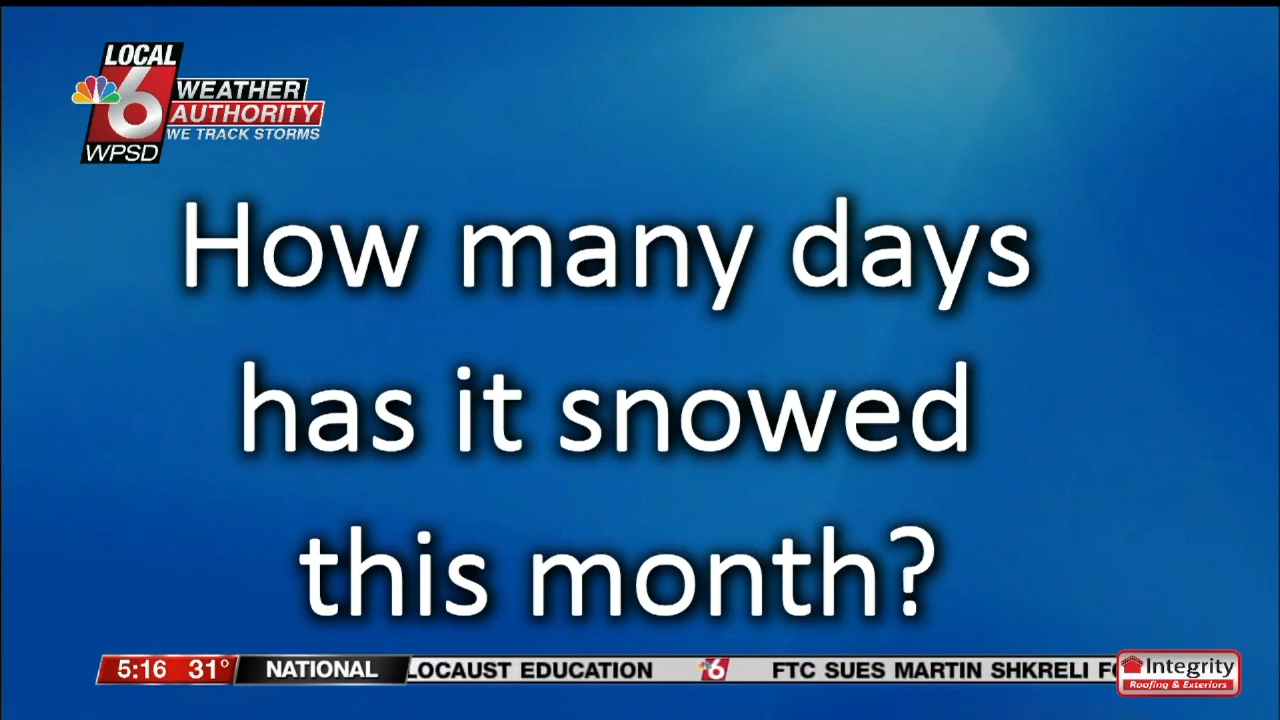 LOCAL
6
WEATHER
AUTHORITY
WE TRACK STORMS
WPSD
How many days
has it snowed
this month?
5:16 31° NATIONAL LOCAUST EDUCATION 6 FTC SUES MARTIN SHKRELI
Integrity
Roofing & Exteriors